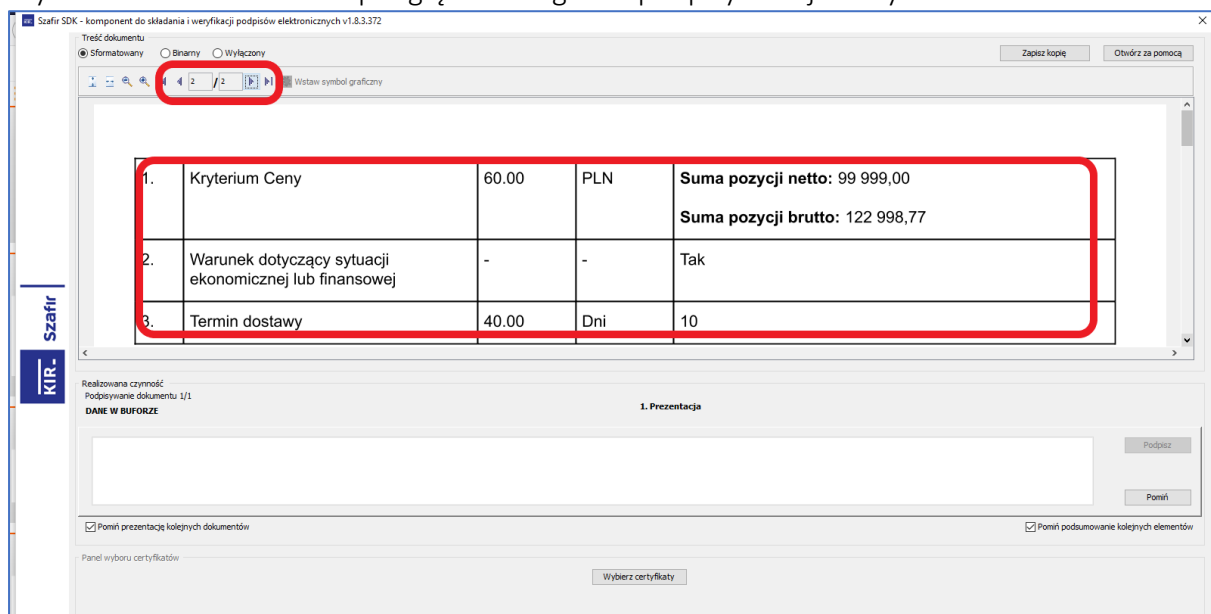 Szafir SDK - komponent do składania i weryfikacji podpisów elektronicznych v1.8.3.372
Treść dokumentu
Sformatowany Binarny Wyłączony
Zapisz kopię Otwórz za pomocą
2 / 2 Wstaw symbol graficzny
1. Kryterium Ceny 60.00 PLN Suma pozycji netto: 99 999,00
Suma pozycji brutto: 122 998,77
2. Warunek dotyczący sytuacji - - Tak
ekonomicznej lub finansowej
3. Termin dostawy 40.00 Dni 10
KIR. Szafir
Realizowana czynność
Podpisywanie dokumentu 1/1
DANE W BUFORZE
1. Prezentacja
Podpisz
Pomiń
Pomiń prezentację kolejnych dokumentów
Pomiń podsumowanie kolejnych elementów
Panel wyboru certyfikatów
Wybierz certyfikaty